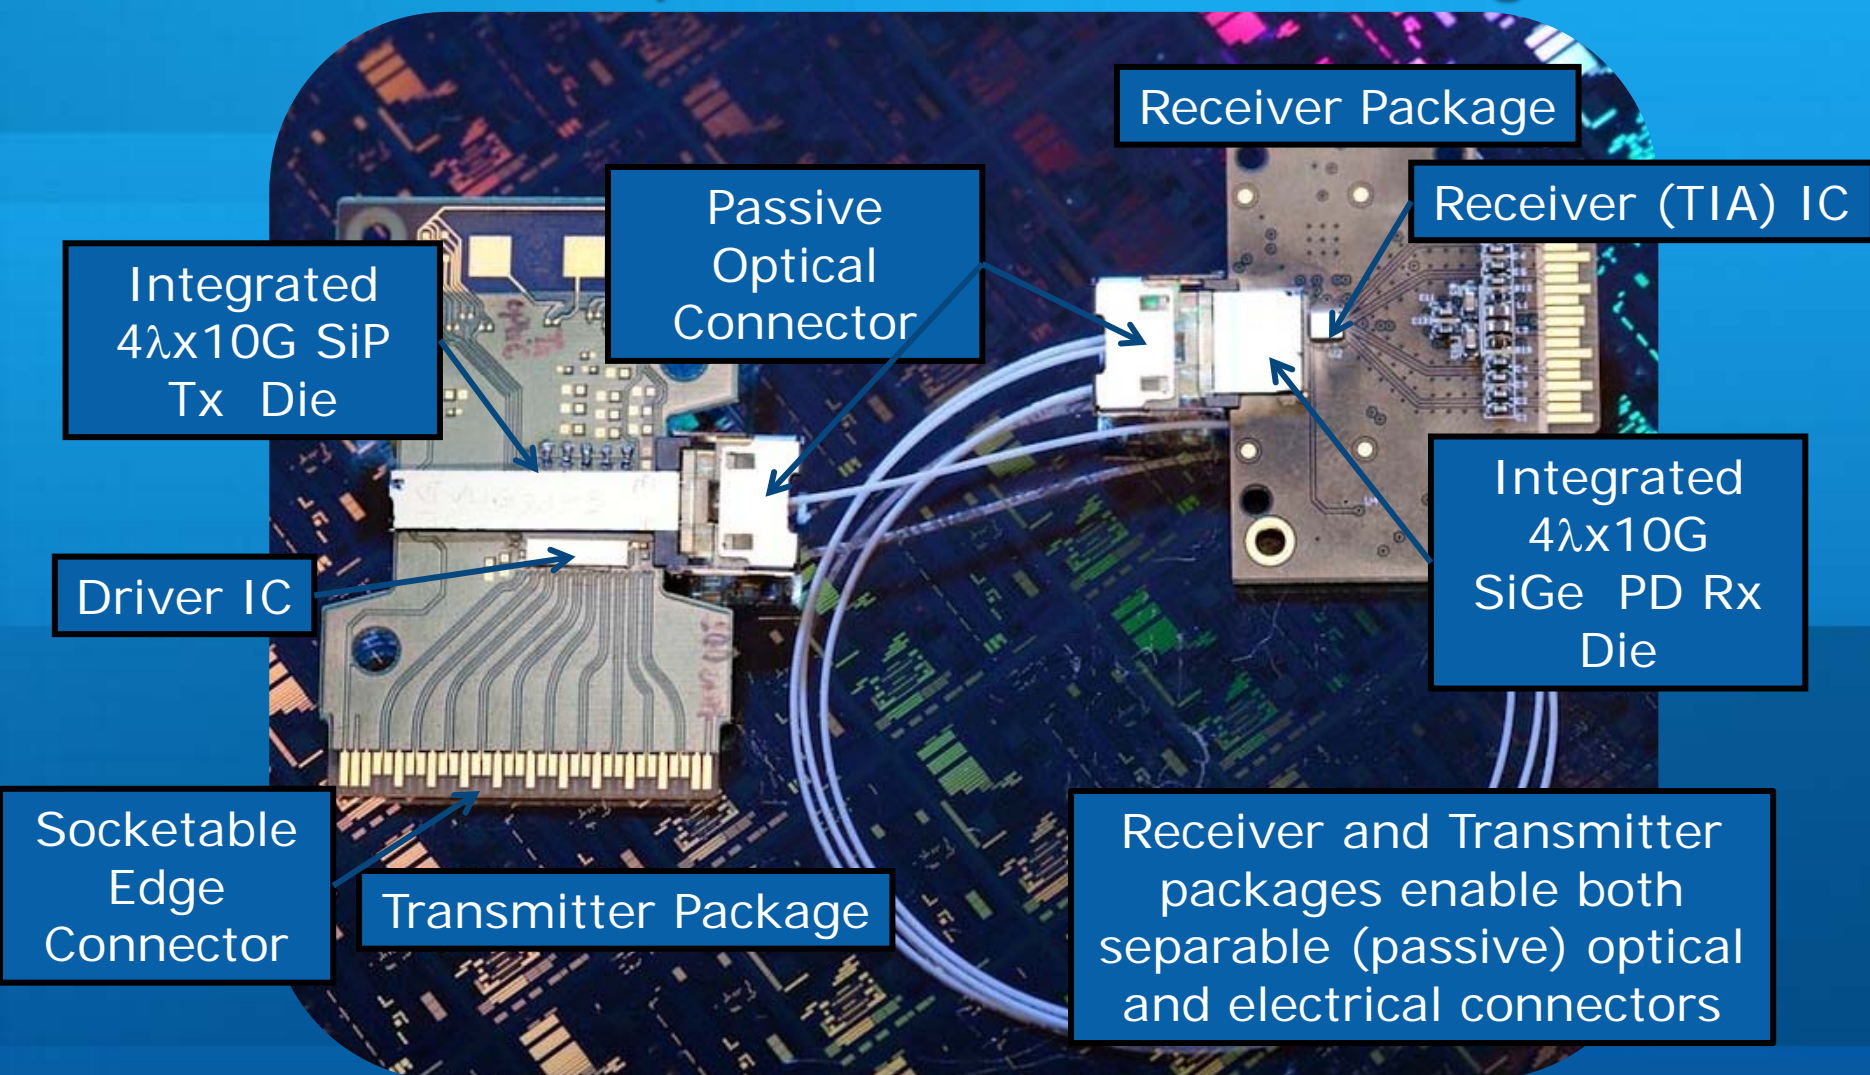 Receiver Package
Receiver (TIA) IC
Passive
Optical
Connector
Integrated
4λx10G SiP
Tx Die
Driver IC
Integrated
4λx10G
SiGe PD Rx
Die
Socketable
Edge
Connector
Transmitter Package
Receiver and Transmitter
packages enable both
separable (passive) optical
and electrical connectors